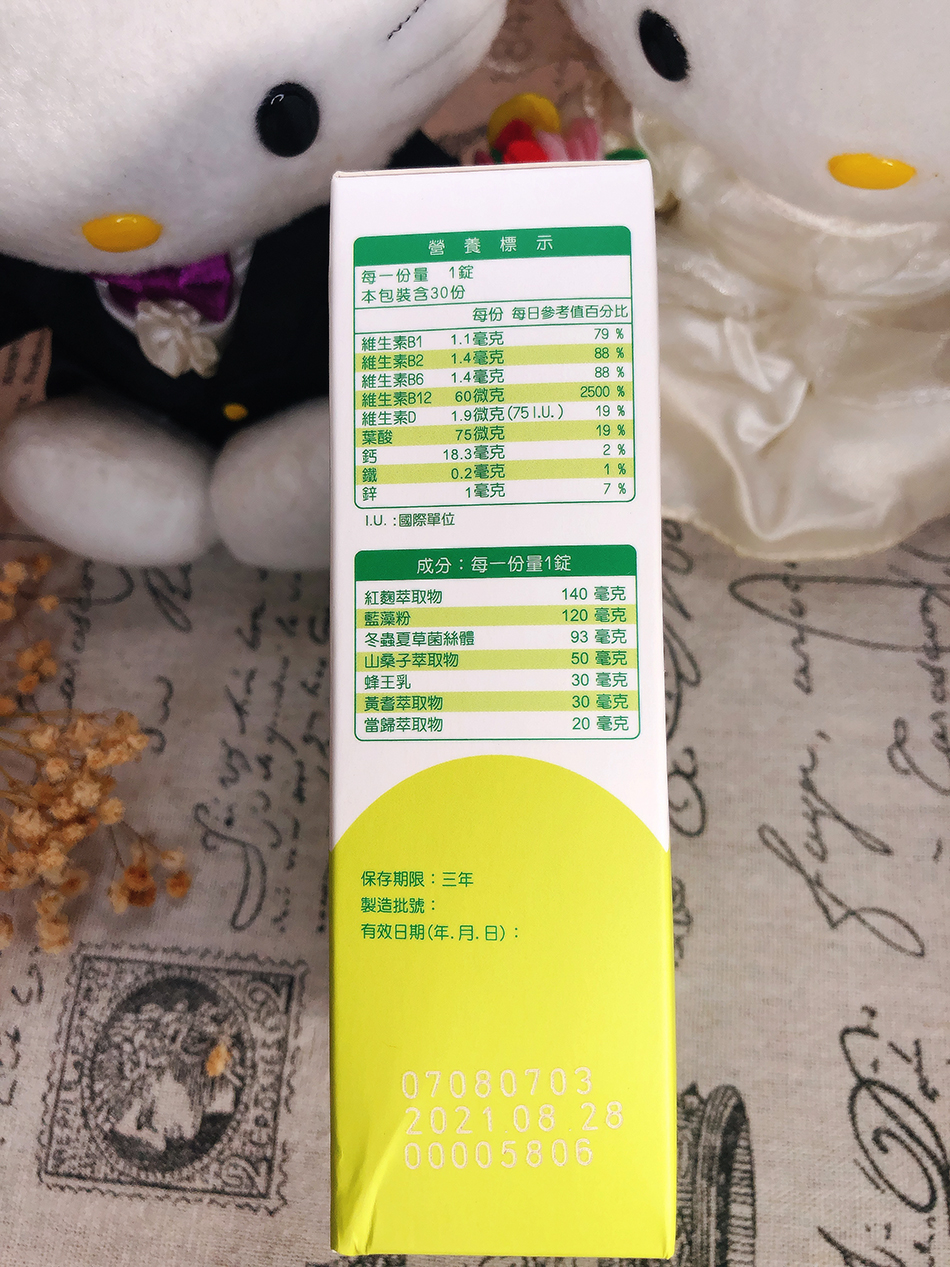 營養標示
每一份量 1錠
本包裝含30份
每份 每日參考值百分比
維生素B1 1.1毫克 79 %
維生素B2 1.4毫克 88 %
維生素B6 1.4毫克 88 %
維生素B12 60微克 2500 %
維生素D 1.9微克(75 I.U.) 19 %
葉酸 75微克 19 %
鈣 18.3毫克 2 %
鐵 0.2毫克 1 %
鋅 1毫克 7 %
I.U.:國際單位
成分：每一份量1錠
紅麴萃取物 140 毫克
藍藻粉 120 毫克
冬蟲夏草菌絲體 93 毫克
山桑子萃取物 50 毫克
蜂王乳 30 毫克
黃耆萃取物 30 毫克
當歸萃取物 20 毫克
保存期限：三年
製造批號：
有效日期(年.月.日)：
07080703
2021 08 28
00005806